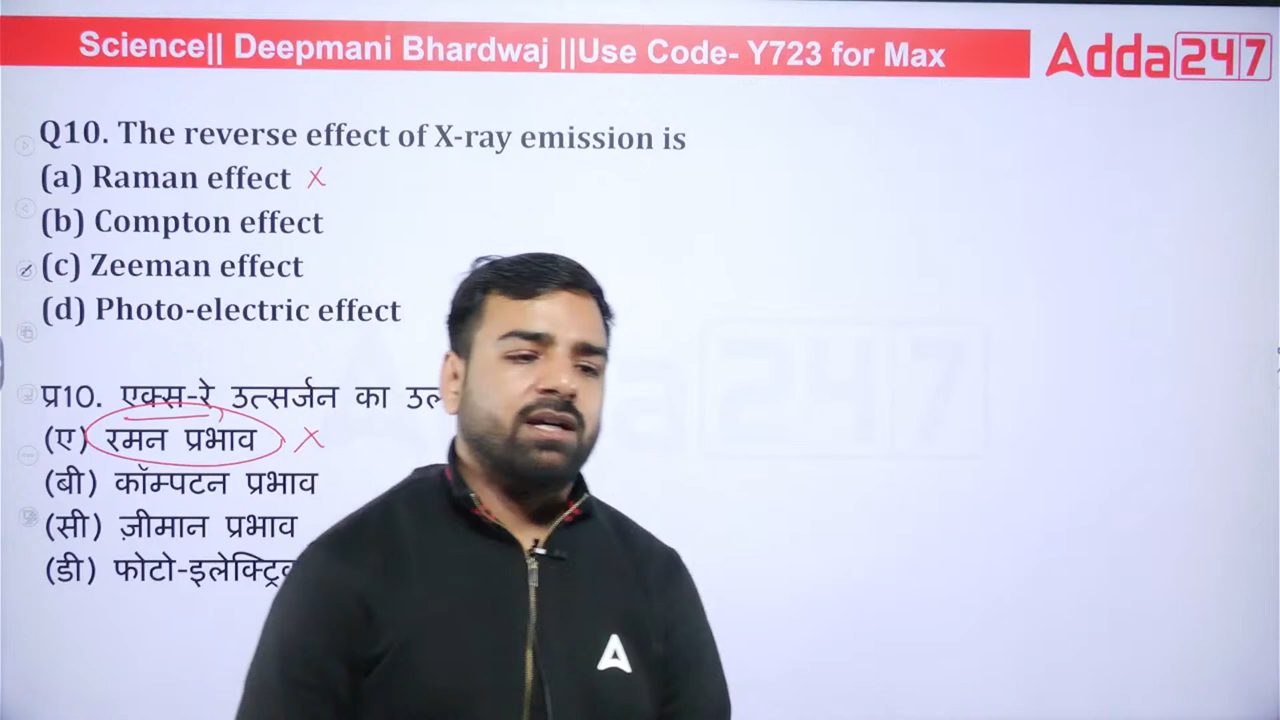 Science|| Deepmani Bhardwaj ||Use Code- Y723 for Max
Adda247
Q10. The reverse effect of X-ray emission is
(a) Raman effect x
(b) Compton effect
(c) Zeeman effect
(d) Photo-electric effect
प्र10. एक्स-रे उत्सर्जन का
(ए) रमन प्रभाव x
(बी) कॉम्पटन प्रभाव
(सी) ज़ीमान प्रभाव
(डी)